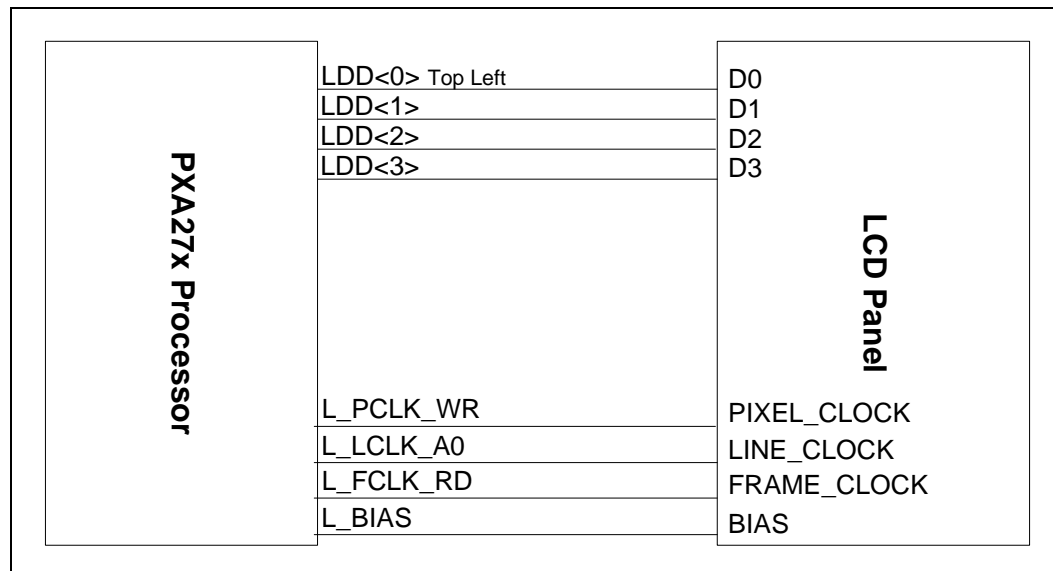 PXA27x Processor
LDD<0> Top Left
LDD<1>
LDD<2>
LDD<3>
L_PCLK_WR
L_LCLK_A0
L_FCLK_RD
L_BIAS
D0
D1
D2
D3
LCD Panel
PIXEL_CLOCK
LINE_CLOCK
FRAME_CLOCK
BIAS